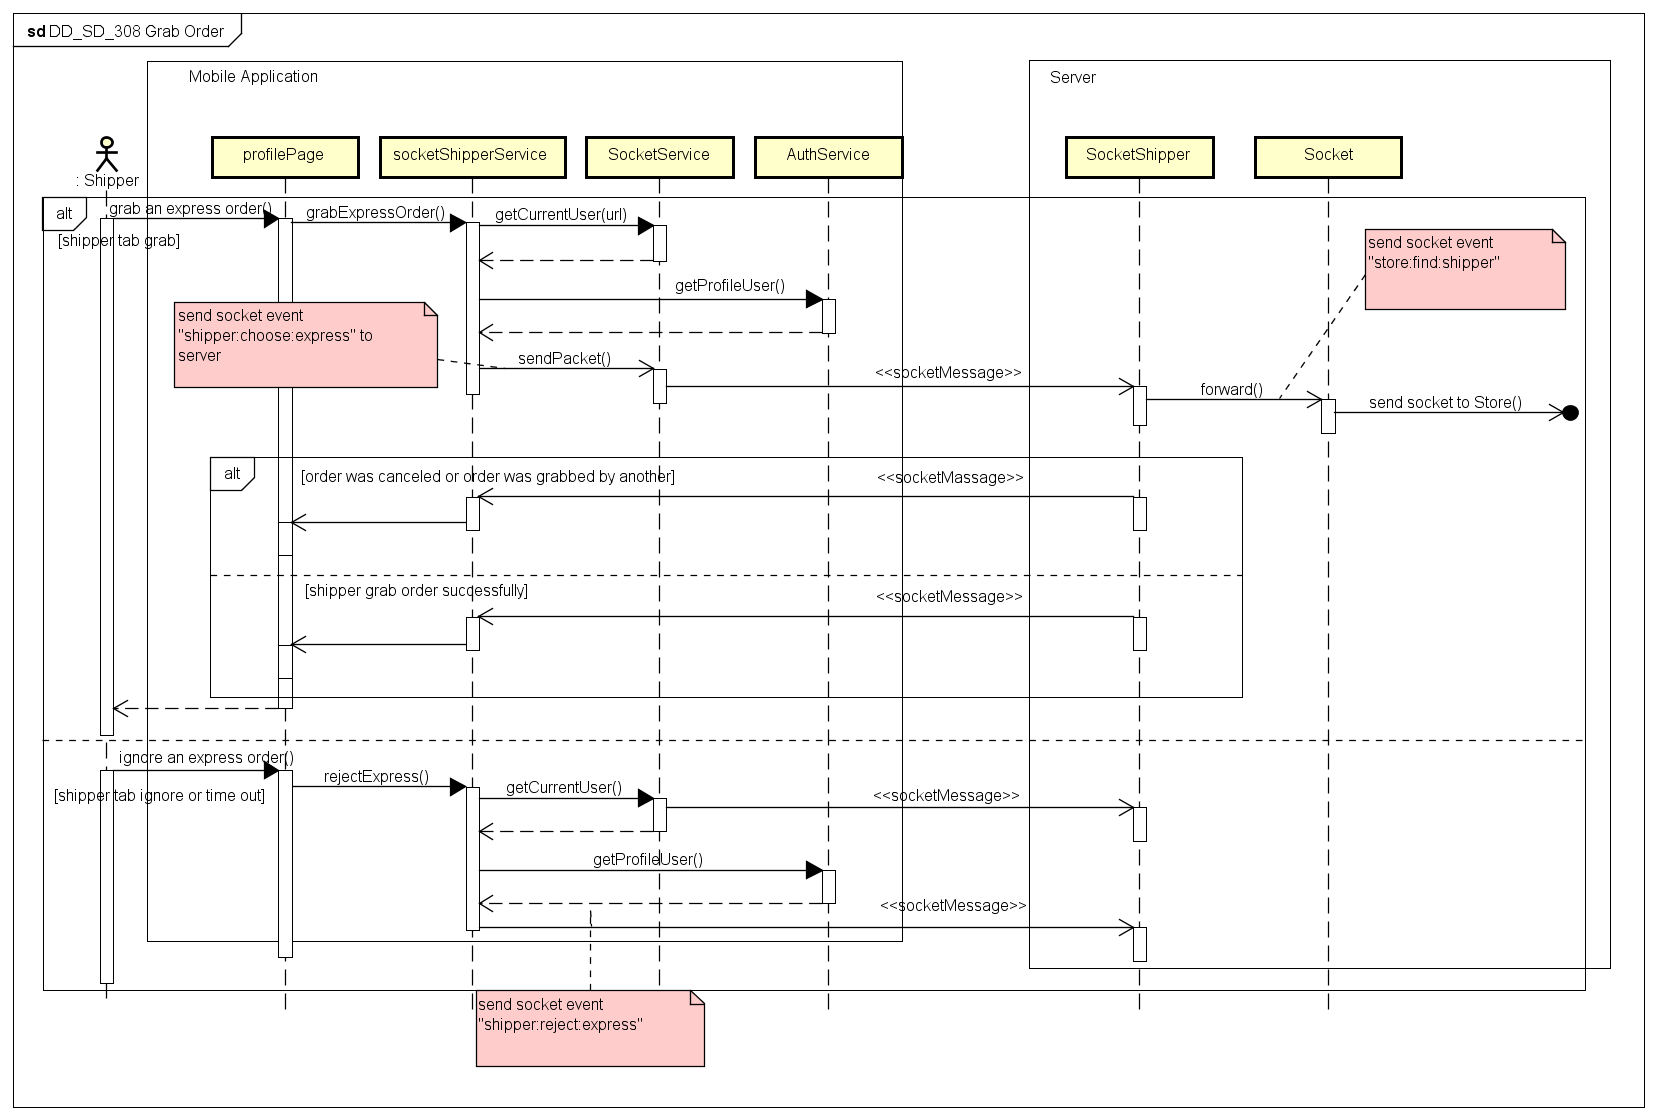 sd DD_SD_308 Grab Order
Mobile Application
Server
: Shipper
profilePage
socketShipperService
SocketService
AuthService
SocketShipper
Socket
alt
grab an express order()
grabExpressOrder()
getCurrentUser(url)
[shipper tab grab]
send socket event
"store:find:shipper"
getProfileUser()
send socket event
"shipper:choose:express" to
server
sendPacket()
<<socketMessage>>
forward()
send socket to Store()
alt
[order was canceled or order was grabbed by another]
<<socketMassage>>
[shipper grab order successfully]
<<socketMessage>>
ignore an express order()
rejectExpress()
[shipper tab ignore or time out]
getCurrentUser()
<<socketMessage>>
getProfileUser()
<<socketMessage>>
send socket event
"shipper:reject:express"